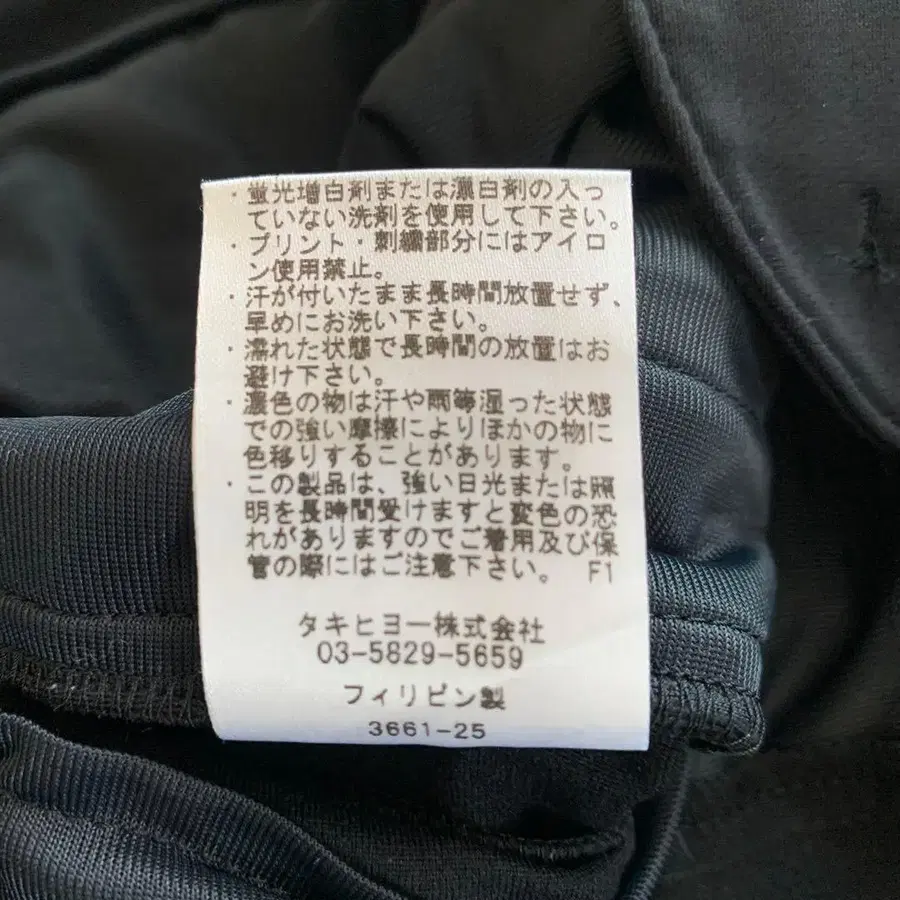 ・蛍光増白剤または漂白剤の入っ
ていない洗剤を使用して下さい。
・プリント・刺繍部分にはアイロ
ン使用禁止。
・汗が付いたまま長時間放置せず、
早めにお洗い下さい。
・濡れた状態で長時間の放置はお
避け下さい。
・濃色の物は汗や雨等湿った状態
での強い摩擦によりほかの物に
色移りすることがあります。
・この製品は、強い日光または照
明を長時間受けますと変色の恐
れがありますのでご着用及び保
管の際にはご注意下さい。 F1
タキヒヨー株式会社
03-5829-5659
フィリピン製
3661-25